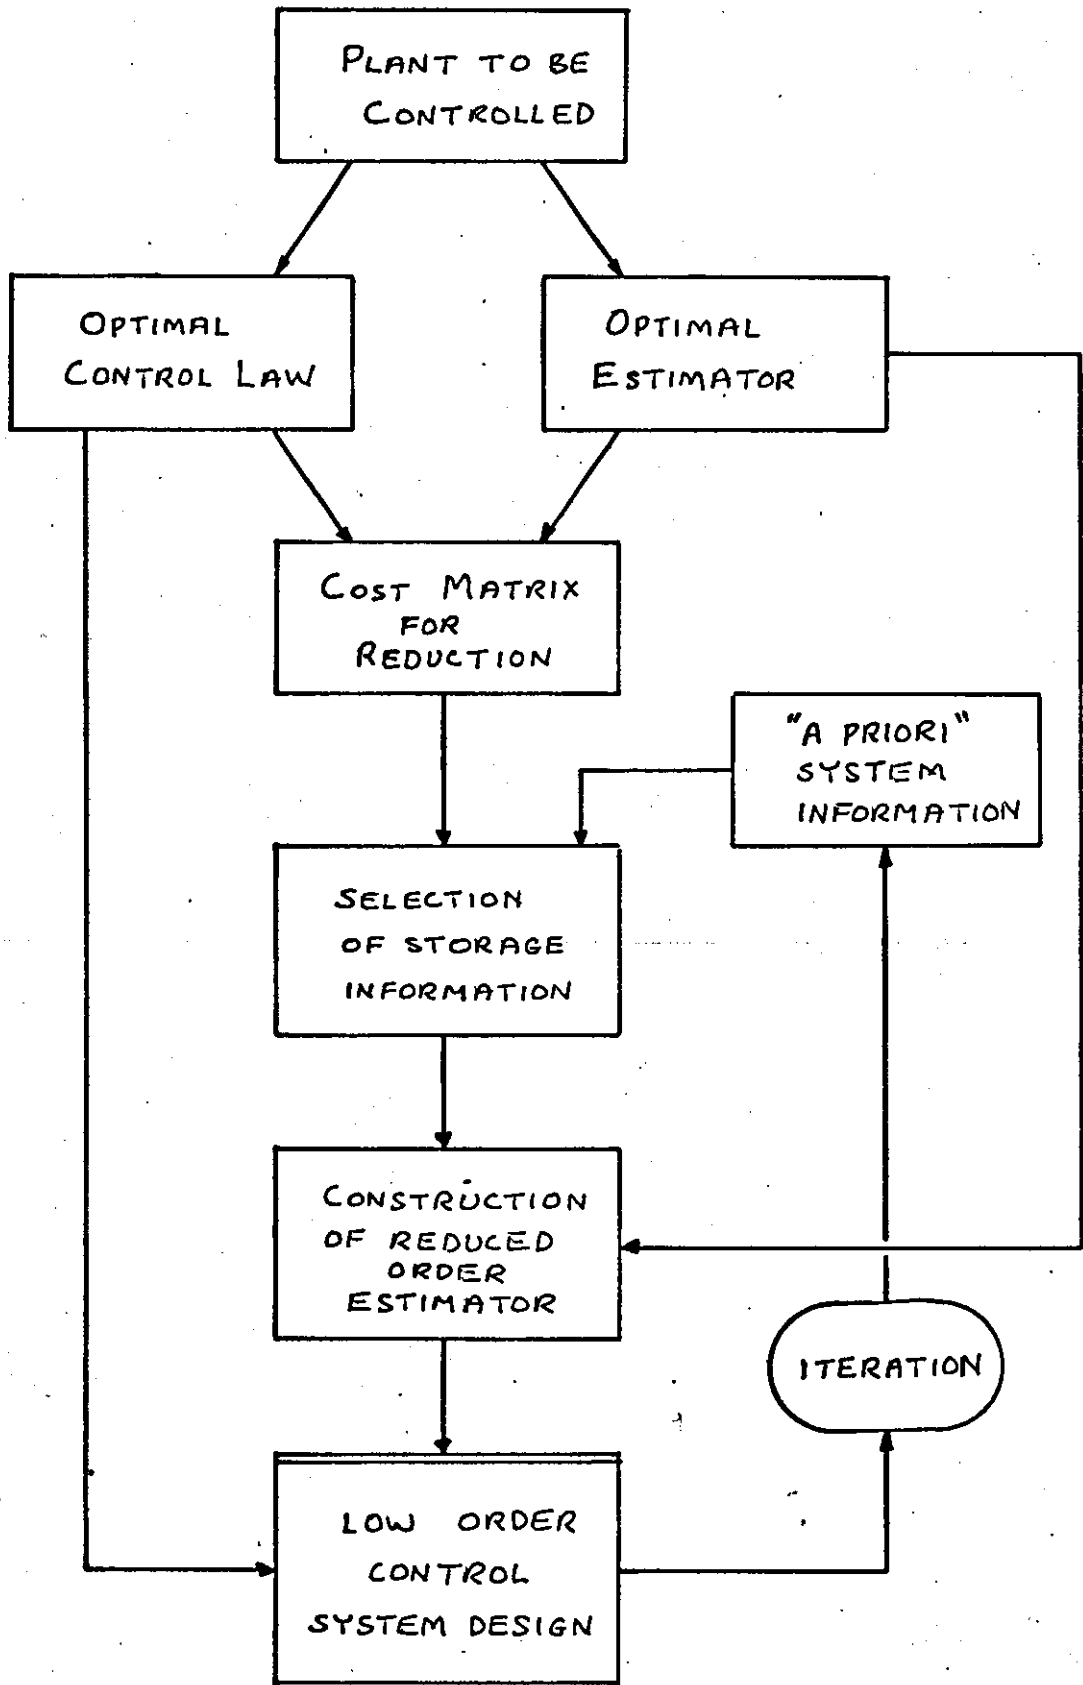 PLANT TO BE
CONTROLLED
OPTIMAL
CONTROL LAW
OPTIMAL
ESTIMATOR
COST MATRIX
FOR
REDUCTION
"A PRIORI"
SYSTEM
INFORMATION
SELECTION
OF STORAGE
INFORMATION
CONSTRUCTION
OF REDUCED
ORDER
ESTIMATOR
ITERATION
LOW ORDER
CONTROL
SYSTEM DESIGN